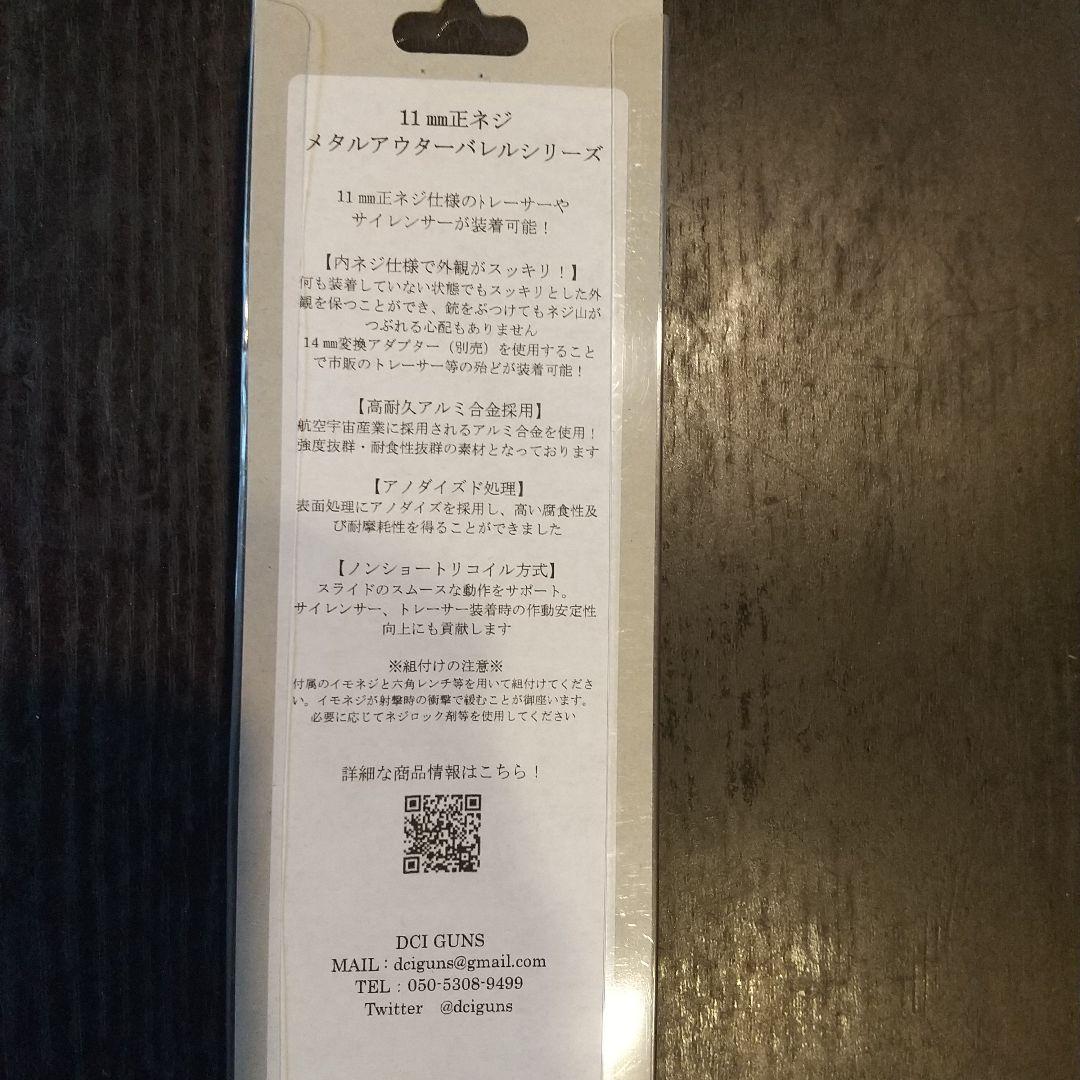 11㎜正ネジ
メタルアウターバレルシリーズ
11㎜正ネジ仕様のﾄレーサーや
サイレンサーが装着可能！
【内ネジ仕様で外観がスッキリ！】
何も装着していない状態でもスッキリとした外
観を保つことができ、銃をぶつけてもネジ山が
つぶれる心配もありません
14㎜変換アダプター（別売）を使用すること
で市販のトレーサー等の殆どが装着可能！
【高耐久アルミ合金採用】
航空宇宙産業に採用されるアルミ合金を使用！
強度抜群・耐食性抜群の素材となっております
【アノダイズド処理】
表面処理にアノダイズを採用し、高い腐食性及
び耐摩耗性を得ることができました
【ノンショートリコイル方式】
スライドのスムースな動作をサポート。
サイレンサー、トレーサー装着時の作動安定性
向上にも貢献します
※組付けの注意※
付属のイモネジと六角レンチ等を用いて組付けてくださ
い。イモネジが射撃時の衝撃で緩むことが御座います。
必要に応じてネジロック剤等を使用してください
詳細な商品情報はこちら！
DCI GUNS
MAIL：dciguns@gmail.com
TEL：050-5308-9499
Twitter　@dciguns